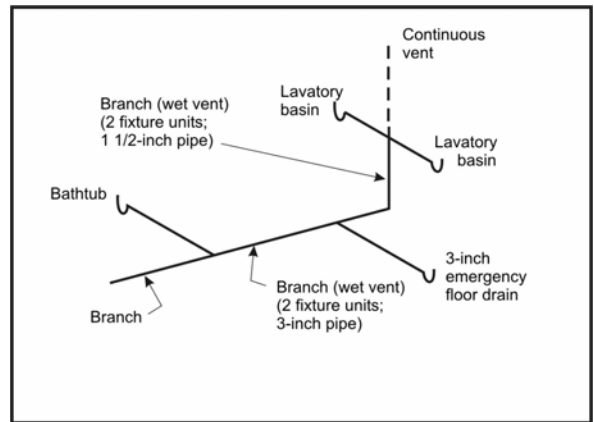 Continuous
vent
Lavatory
basin
Branch (wet vent)
(2 fixture units;
1 1/2-inch pipe)
Lavatory
basin
Bathtub
3-inch
emergency
floor drain
Branch (wet vent)
(2 fixture units;
3-inch pipe)
Branch